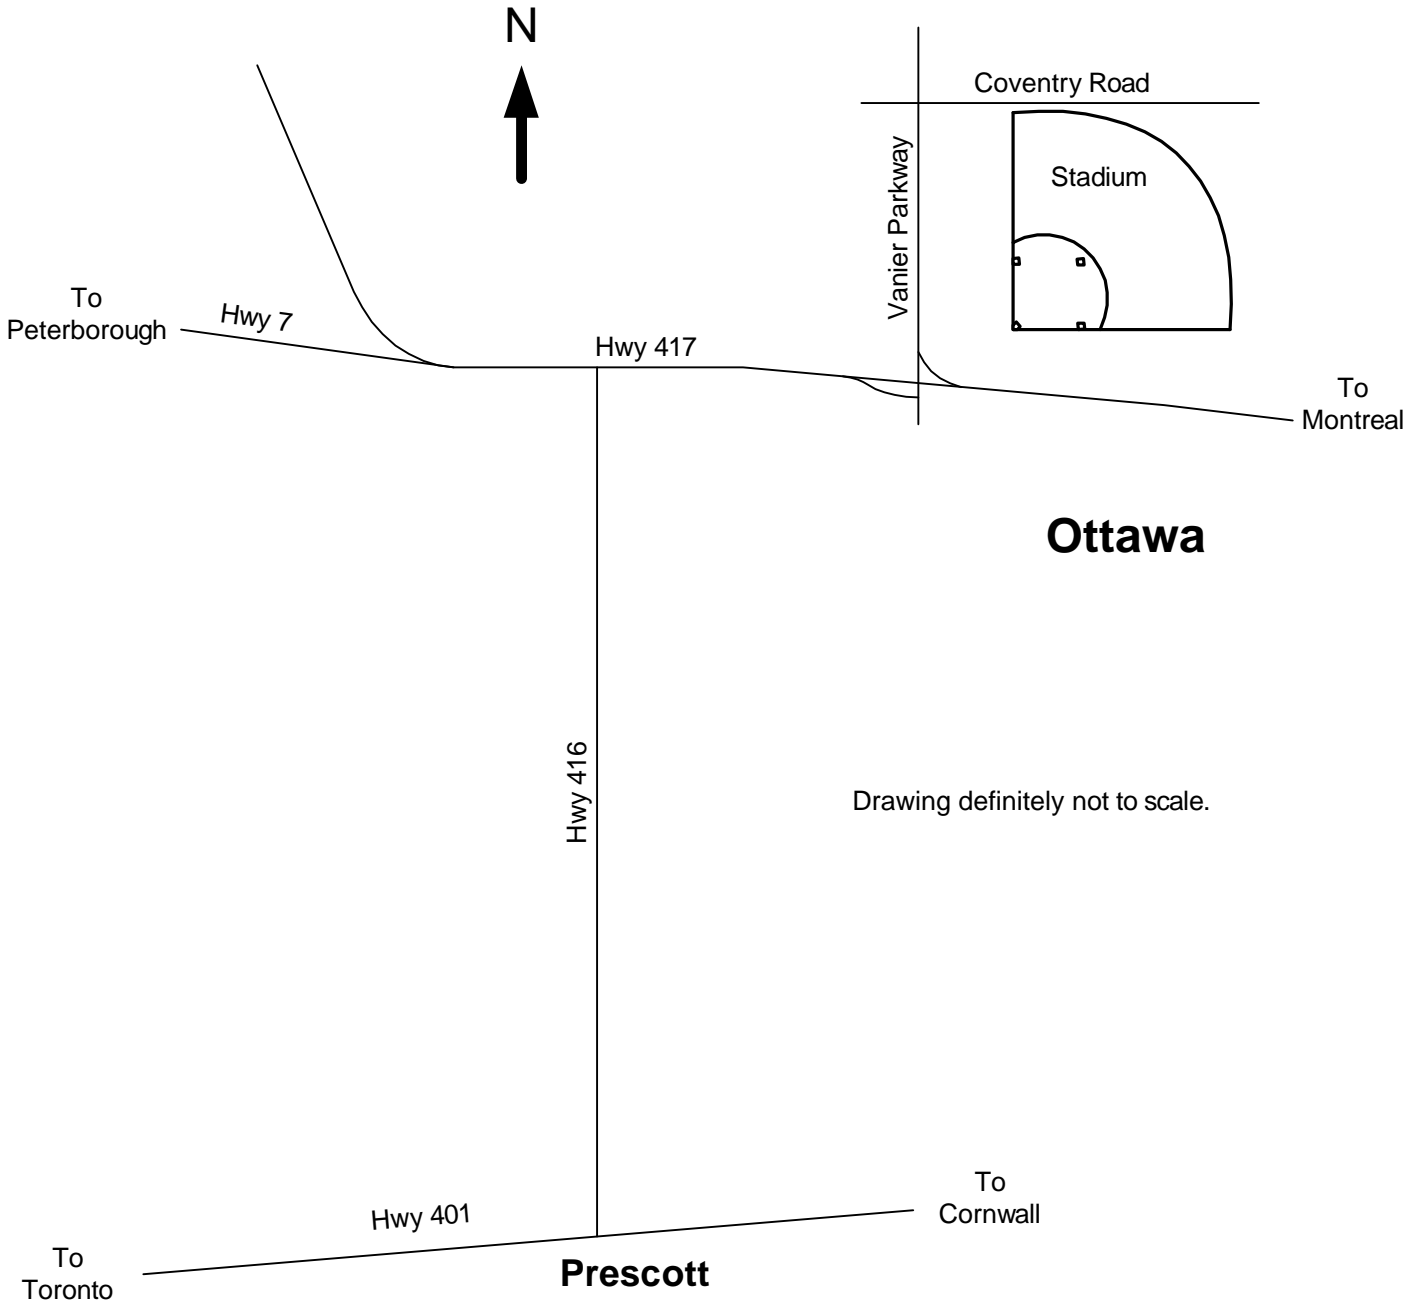 N
Coventry Road
Stadium
Vanier Parkway
To
Peterborough
Hwy 7
Hwy 417
To
Montreal
Ottawa
Hwy 416
Drawing definitely not to scale.
To
Cornwall
Hwy 401
To
Toronto
Prescott